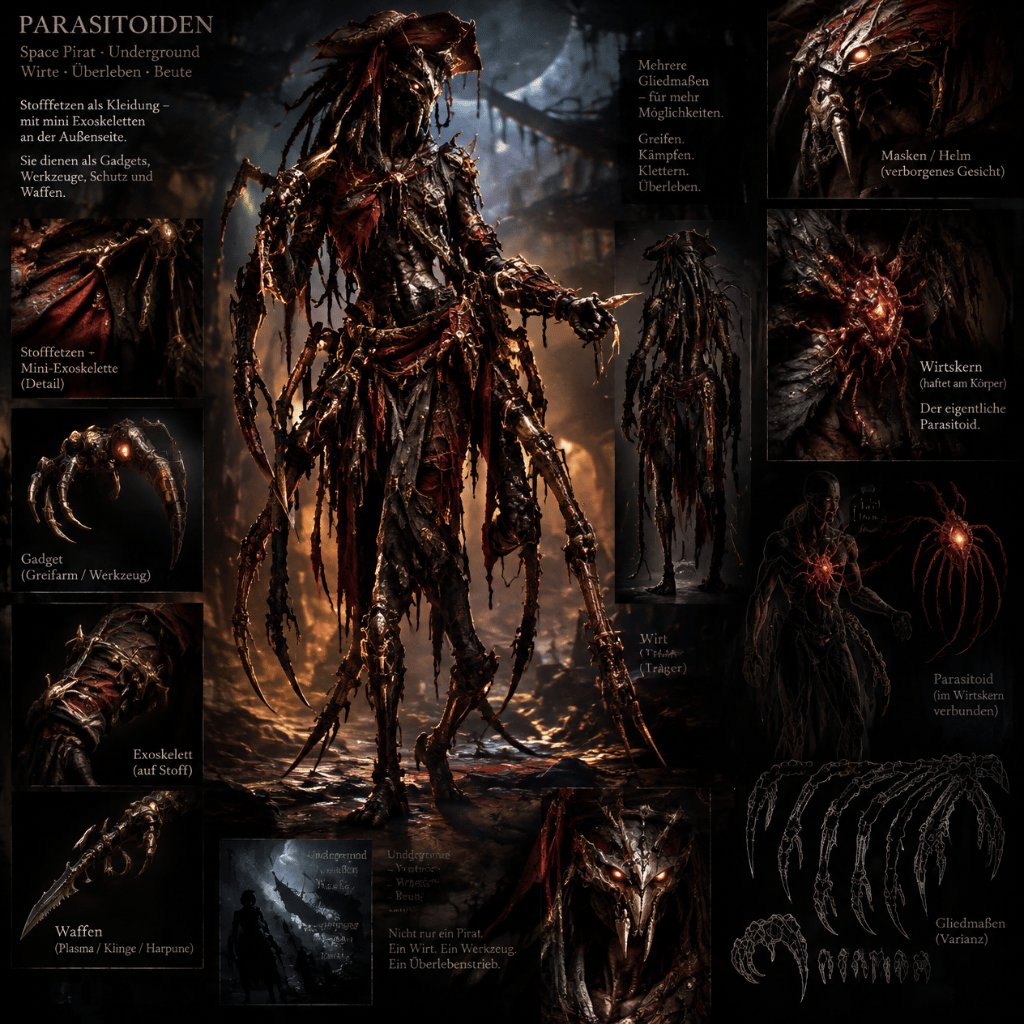 PARASITOIDEN
Space Pirat · Underground
Wirte · Überleben · Beute
Stofffetzen als Kleidung –
mit mini Exoskeletten
an der Außenseite.
Sie dienen als Gadgets,
Werkzeuge, Schutz und
Waffen.
Mehrere
Gliedmaßen
– für mehr
Möglichkeiten.
Greifen.
Kämpfen.
Klettern.
Überleben.
Masken / Helm
(verborgenes Gesicht)
Stofffetzen +
Mini-Exoskelette
(Detail)
Wirtskern
(haftet am Körper)
Der eigentliche
Parasitoid.
Gadget
(Greifarm / Werkzeug)
Wirt
(Träger)
Parasitoid
(im Wirtskern
verbunden)
Exoskelett
(auf Stoff)
Waffen
(Plasma / Klinge / Harpune)
Nicht nur ein Pirat.
Ein Wirt. Ein Werkzeug.
Ein Überlebenstrieb.
Gliedmaßen
(Varianz)